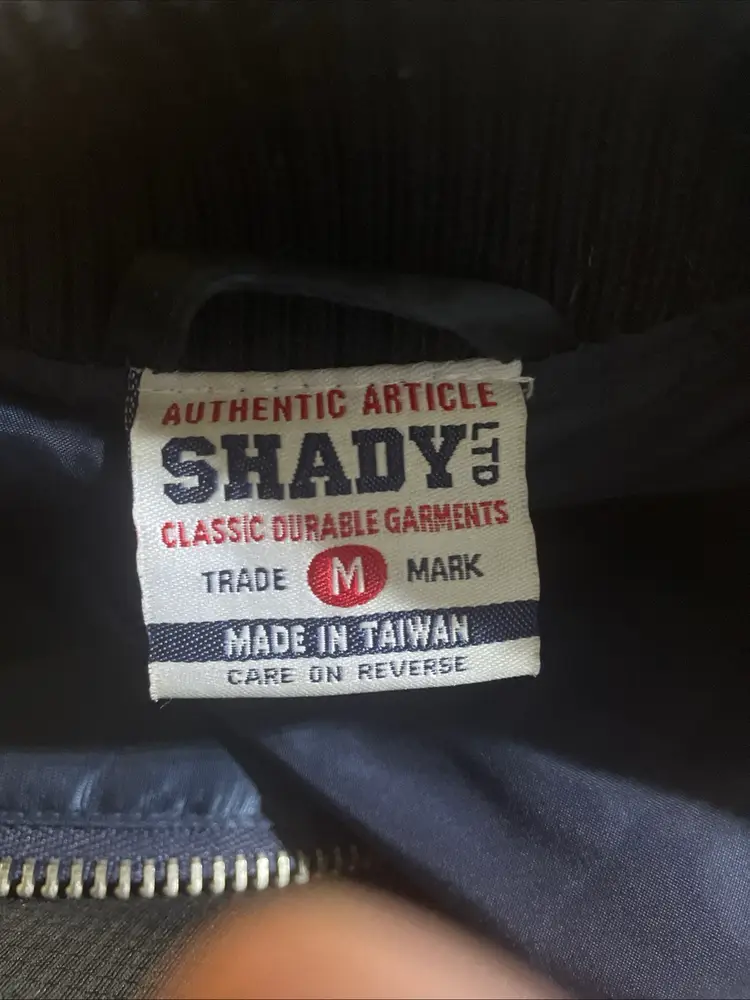 AUTHENTIC ARTICLE
SHADY LTD
CLASSIC DURABLE GARMENTS
TRADE M MARK
MADE IN TAIWAN
CARE ON REVERSE